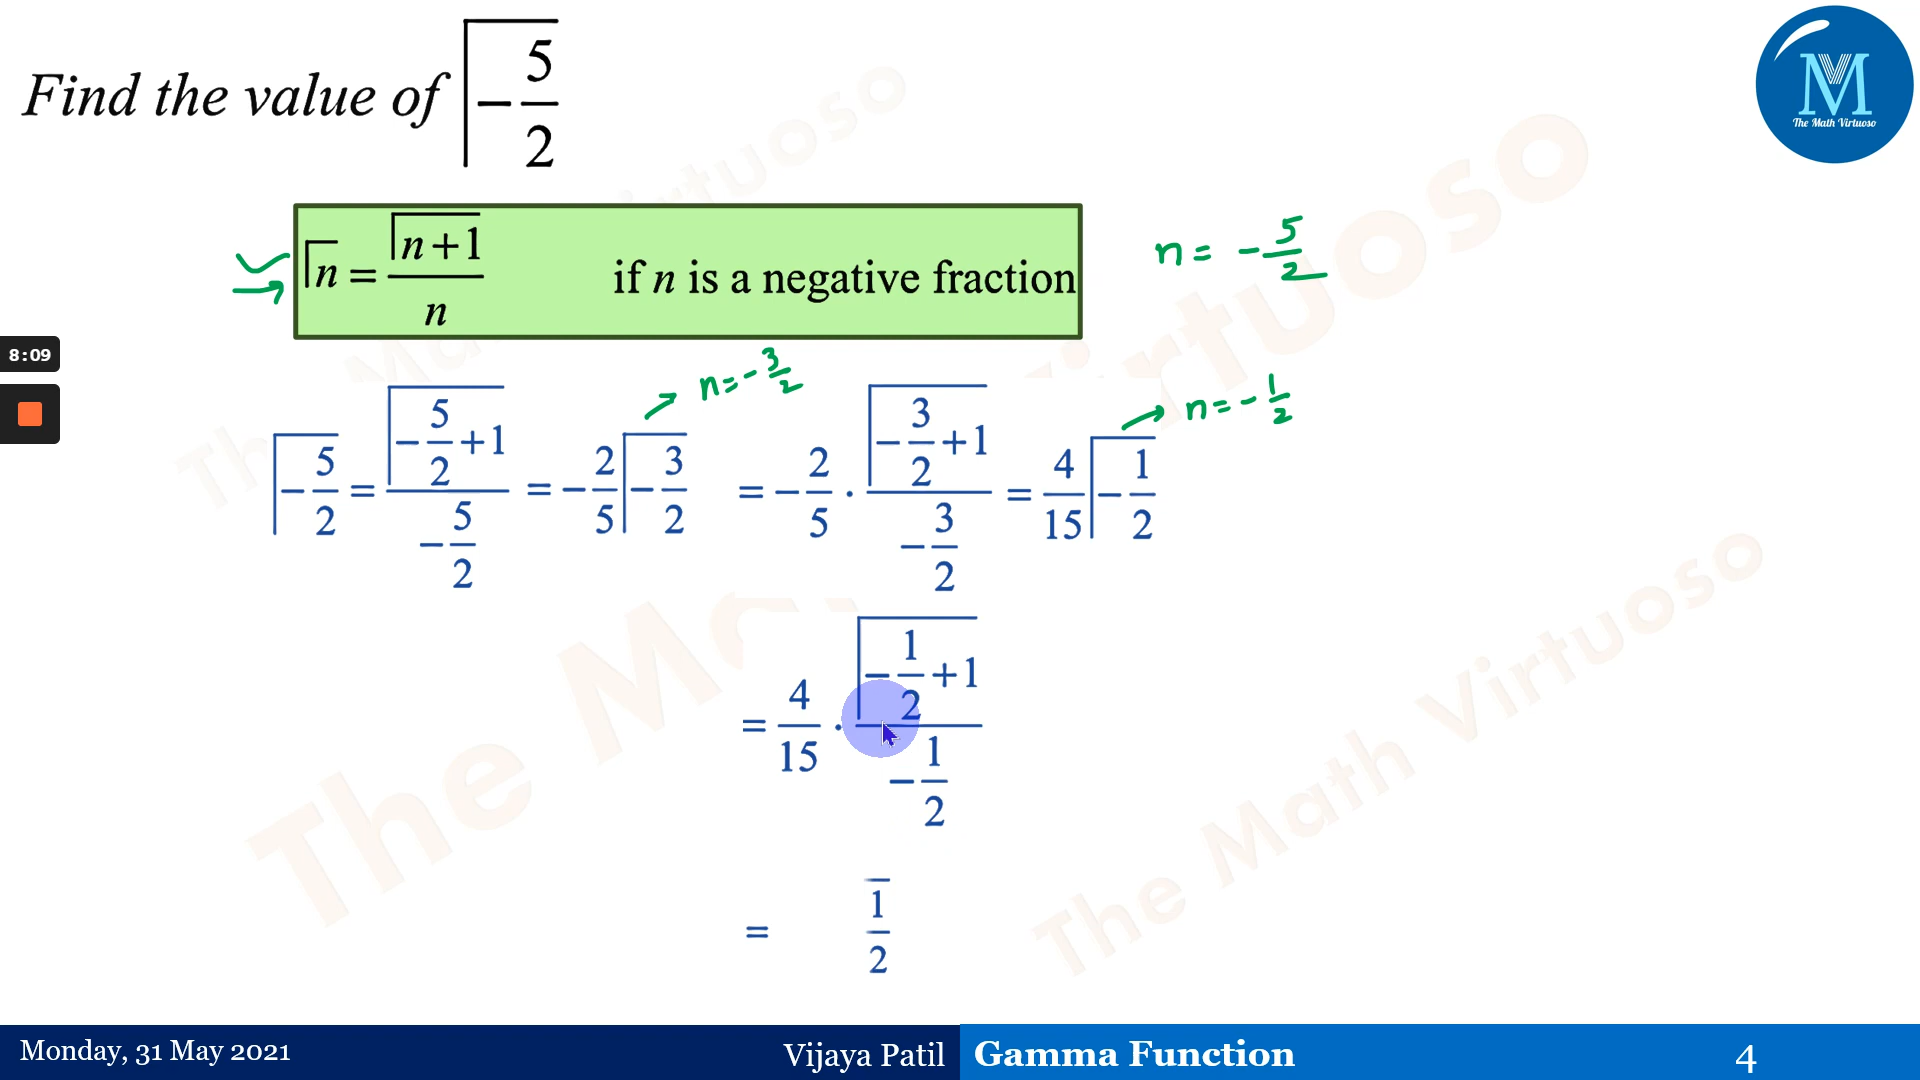 Find the value of Γ(-5/2)
M
The Math Virtuoso
Γn = Γ(n+1)/n if n is a negative fraction
n = -5/2
8:09
n = -3/2
n = -1/2
Γ(-5/2) = Γ(-5/2 + 1)/(-5/2) = -2/5 Γ(-3/2) = -2/5 · Γ(-3/2 + 1)/(-3/2) = 4/15 Γ(-1/2)
= 4/15 · Γ(-1/2 + 1)/(-1/2)
= 1/2
The Math Virtuoso
The Math Virtuoso
Monday, 31 May 2021
Vijaya Patil
Gamma Function
4